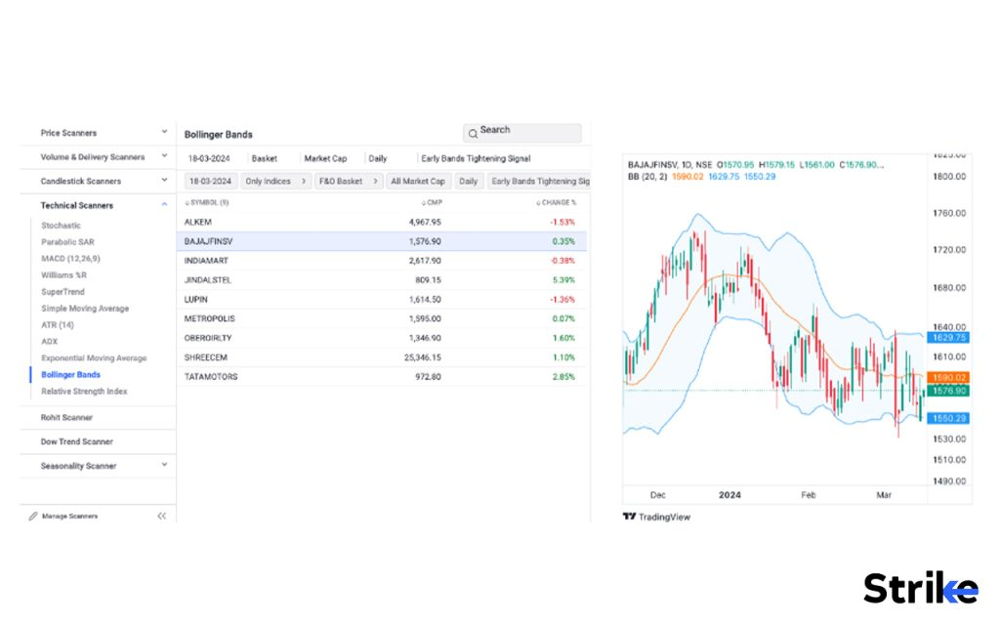 Price Scanners
Volume & Delivery Scanners
Candlestick Scanners
Technical Scanners
Stochastic
Parabolic SAR
MACD (12,26,9)
Williams %R
SuperTrend
Simple Moving Average
ATR (14)
ADX
Exponential Moving Average
Bollinger Bands
Relative Strength Index
Rohit Scanner
Dow Trend Scanner
Seasonality Scanner
Manage Scanners
Bollinger Bands
Search
18-03-2024 Basket Market Cap Daily Early Bands Tightening Signal
18-03-2024 Only Indices F&O Basket All Market Cap Daily Early Bands Tightening Sig
SYMBOL (9) CMP CHANGE %
ALKEM 4,967.95 -1.53%
BAJAJFINSV 1,576.90 0.35%
INDIAMART 2,617.90 -0.38%
JINDALSTEL 809.15 5.39%
LUPIN 1,614.50 -1.36%
METROPOLIS 1,595.00 0.07%
OBEROIRLTY 1,346.90 1.60%
SHREECEM 25,346.15 1.10%
TATAMOTORS 972.80 2.85%
BAJAJFINSV, 1D, NSE O1570.95 H1579.15 L1561.00 C1576.90...
BB (20, 2) 1590.02 1629.75 1550.29
1825.00
1800.00
1760.00
1720.00
1680.00
1640.00
1629.75
1610.00
1590.02
1576.90
1550.29
1530.00
1510.00
1490.00
Dec 2024 Feb Mar
TradingView
Strike